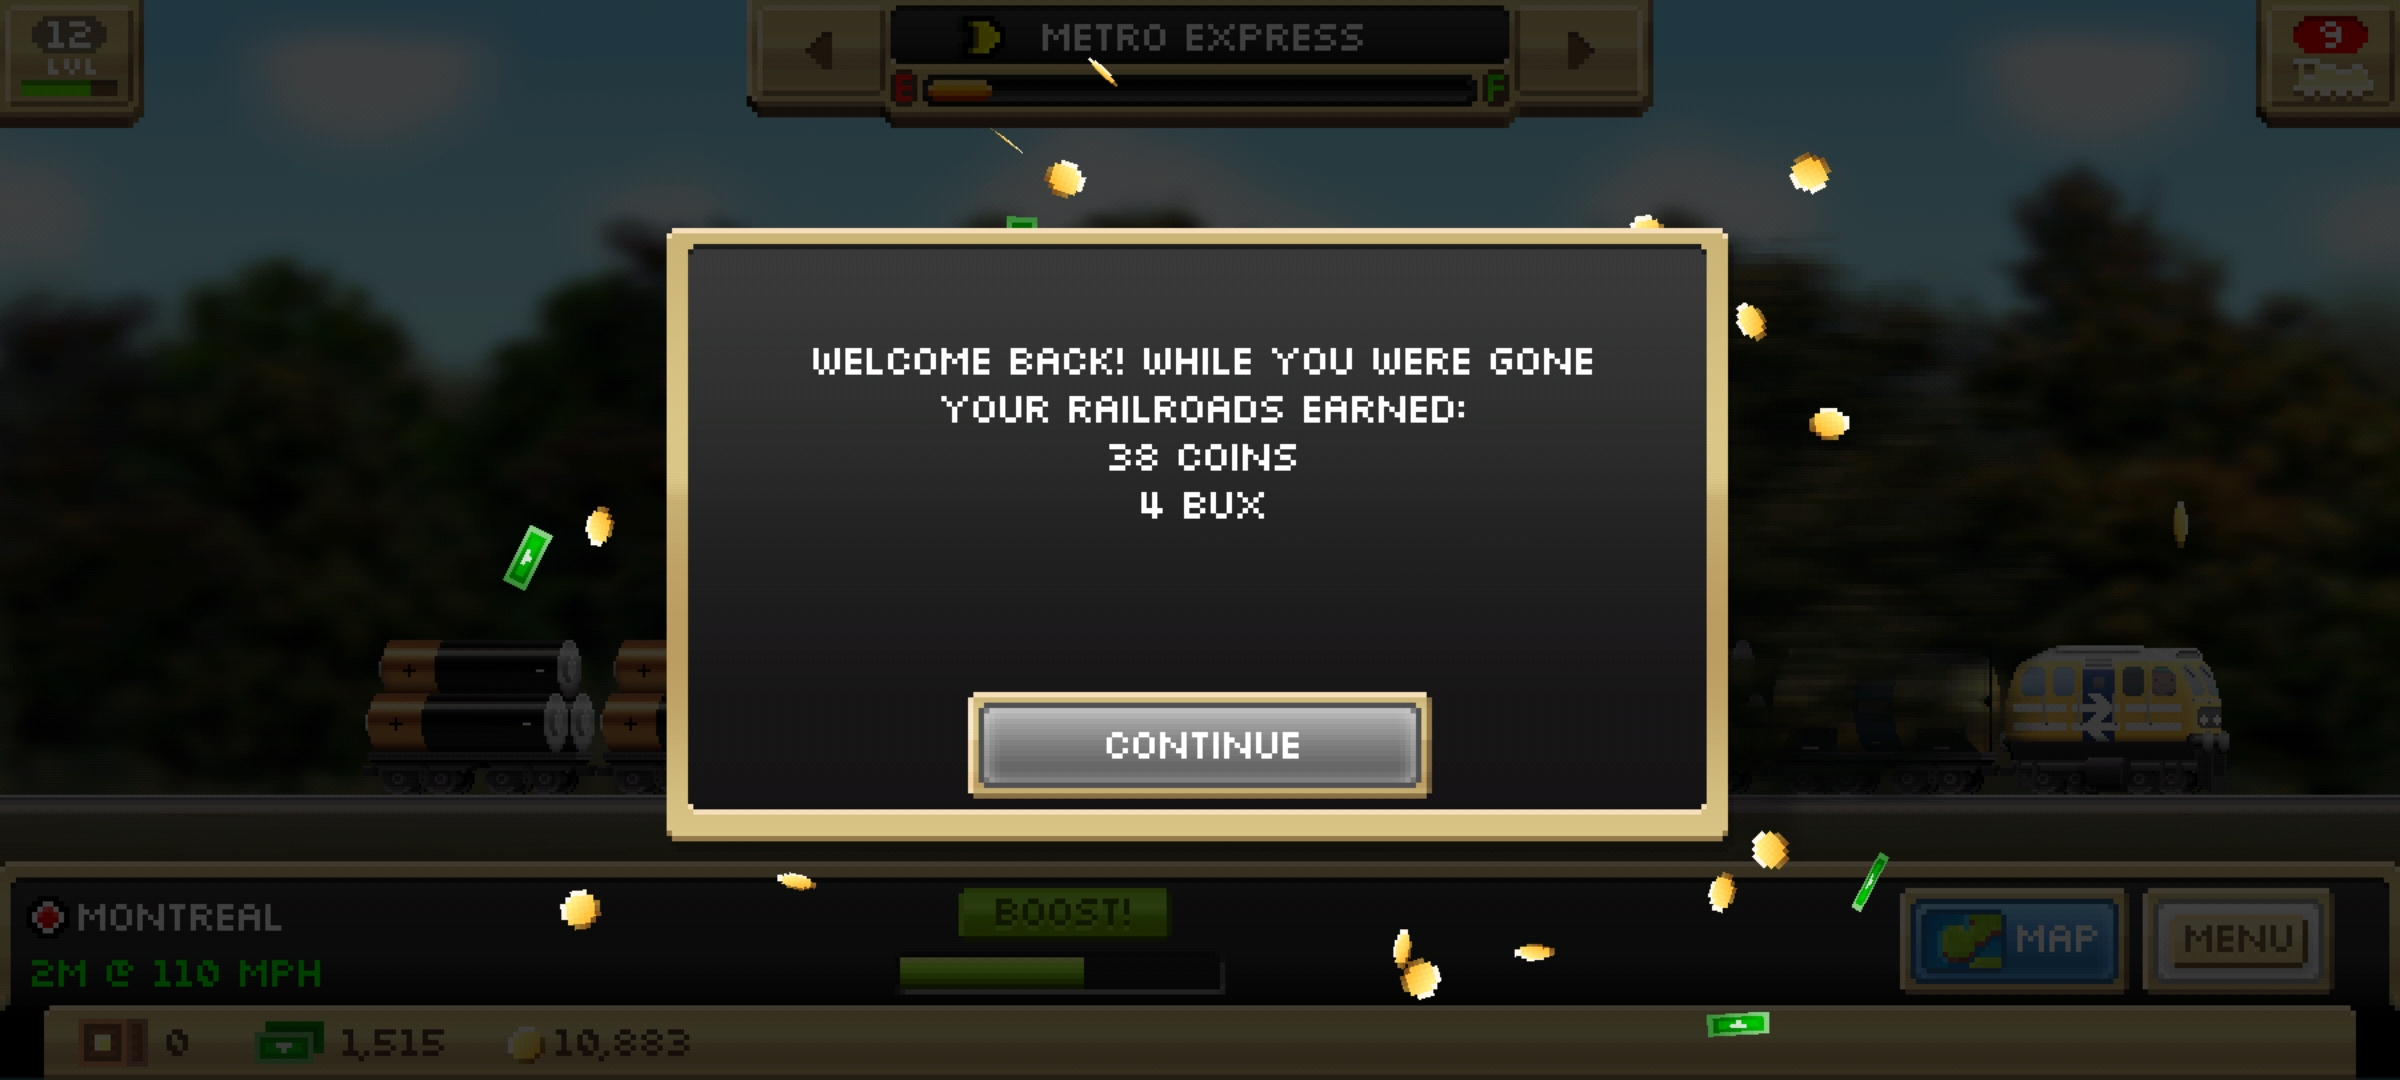 12
LVL
METRO EXPRESS
E F
9
WELCOME BACK! WHILE YOU WERE GONE
YOUR RAILROADS EARNED:
38 COINS
4 BUX
CONTINUE
MONTREAL
2M @ 110 MPH
BOOST!
MAP
MENU
0 1,515 10,883